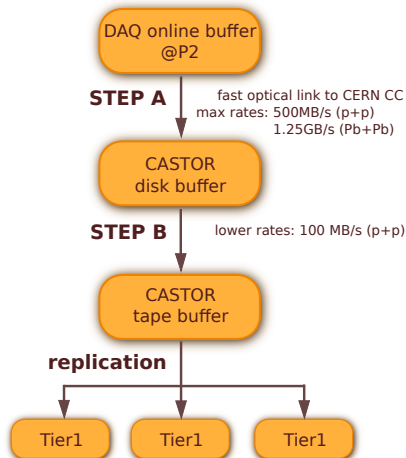 DAQ online buffer
@P2
STEP A
fast optical link to CERN CC
max rates: 500MB/s (p+p)
1.25GB/s (Pb+Pb)
CASTOR
disk buffer
STEP B
lower rates: 100 MB/s (p+p)
CASTOR
tape buffer
replication
Tier1
Tier1
Tier1